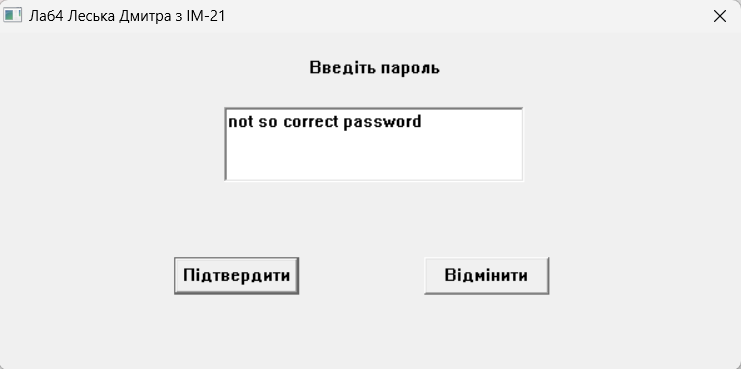 Лаб4 Леська Дмитра з ІМ-21
Введіть пароль
not so correct password
Підтвердити
Відмінити